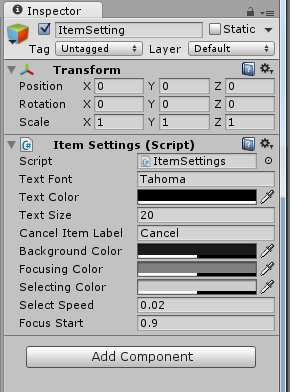 Inspector
ItemSetting Static
Tag Untagged Layer Default
Transform
Position X 0 Y 0 Z 0
Rotation X 0 Y 0 Z 0
Scale X 1 Y 1 Z 1
Item Settings (Script)
Script ItemSettings
Text Font Tahoma
Text Color
Text Size 20
Cancel Item Label Cancel
Background Color
Focusing Color
Selecting Color
Select Speed 0.02
Focus Start 0.9
Add Component